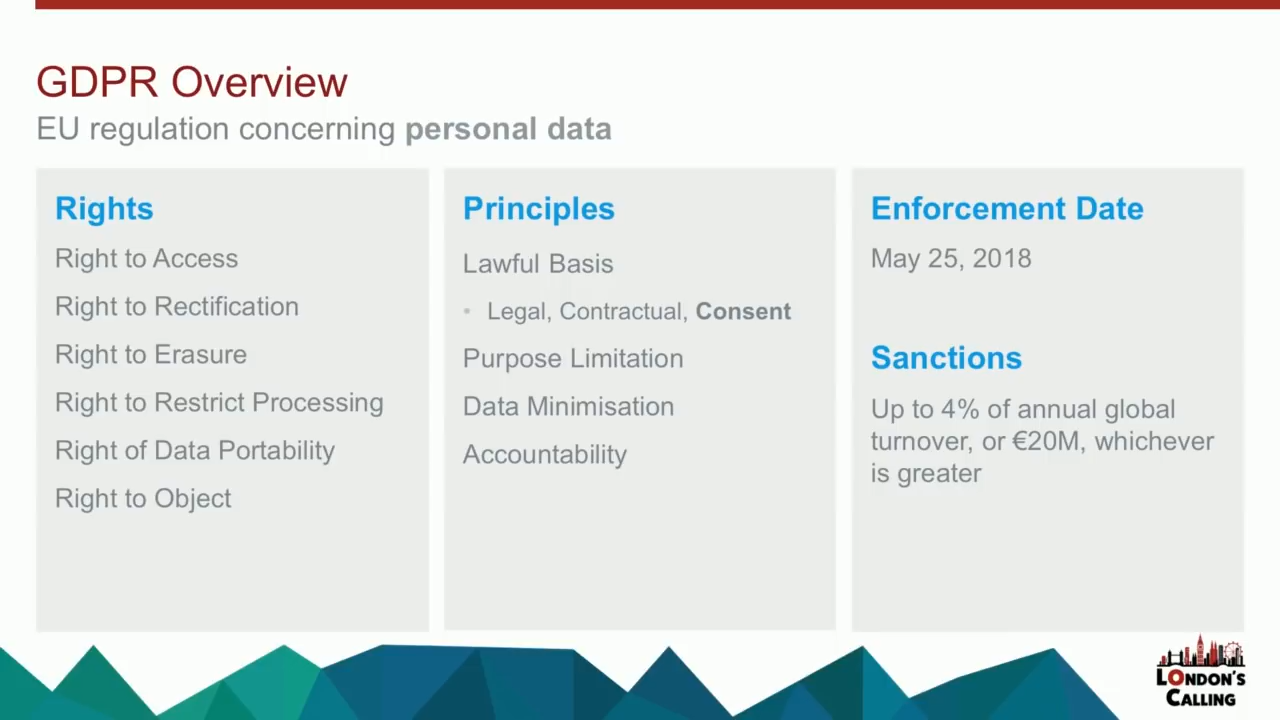 GDPR Overview
EU regulation concerning personal data
Rights
Right to Access
Right to Rectification
Right to Erasure
Right to Restrict Processing
Right of Data Portability
Right to Object
Principles
Lawful Basis
• Legal, Contractual, Consent
Purpose Limitation
Data Minimisation
Accountability
Enforcement Date
May 25, 2018
Sanctions
Up to 4% of annual global
turnover, or €20M, whichever
is greater
LONDON'S
CALLING